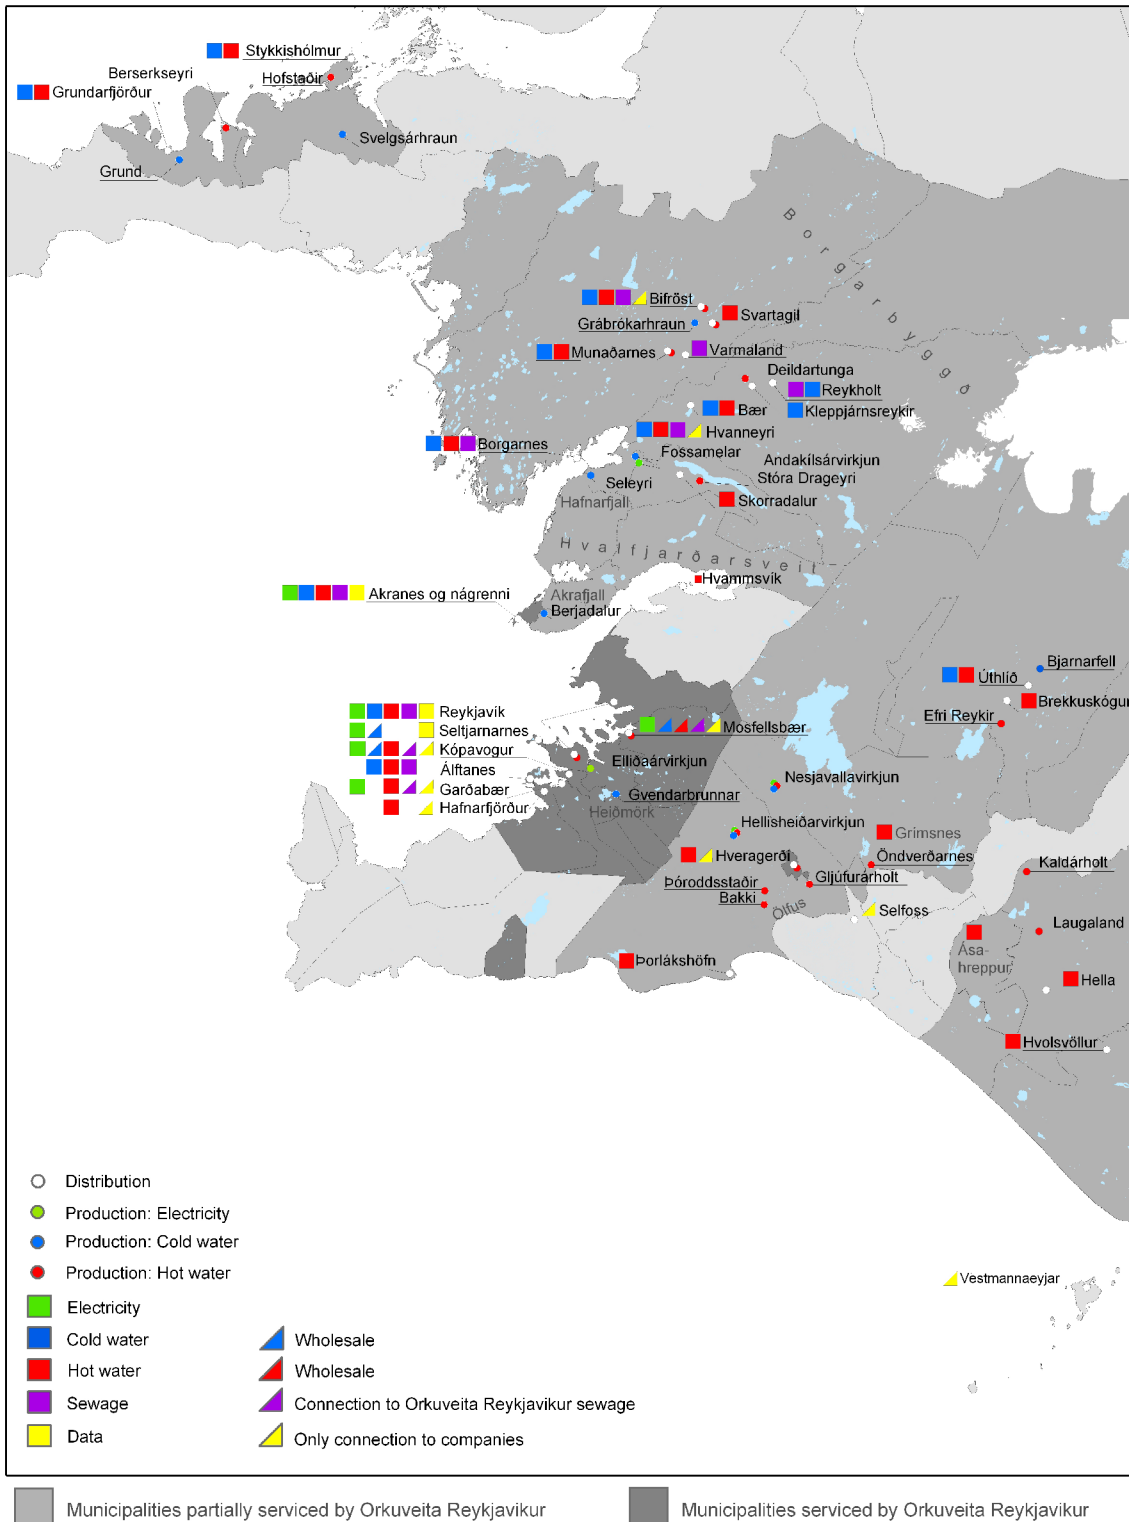 Stykkishólmur
Berserkseyri
Hofstaðir
Grundarfjörður
Svelgsárhraun
Grund
Borgarbyggð
Bifröst
Svartagil
Grábrókarhraun
Munaðarnes
Varmaland
Deildartunga
Reykholt
Kleppjárnsreykir
Bær
Hvanneyri
Borgarnes
Fossamelar
Andakílsárvirkjun
Stóra Drageyri
Seleyri
Hafnarfjall
Skorradalur
Hvalfjarðarsveit
Hvammsvík
Akranes og nágrenni
Akrafjall
Berjadalur
Bjarnarfell
Úthlíð
Brekkuskógur
Efri Reykir
Reykjavík
Seltjarnarnes
Mosfellsbær
Kópavogur
Elliðaárvirkjun
Álftanes
Nesjavallavirkjun
Garðabær
Gvendarbrunnar
Hafnarfjörður
Heiðmörk
Hellisheiðarvirkjun
Grimsnes
Hveragerði
Öndverðarnes
Kaldárholt
Þóroddsstaðir
Gljúfurárholt
Bakki
Ölfus
Selfoss
Laugaland
Ása-
hreppur
Þorlákshöfn
Hella
Hvolsvöllur
Distribution
Production: Electricity
Production: Cold water
Production: Hot water
Vestmannaeyjar
Electricity
Cold water
Wholesale
Hot water
Wholesale
Sewage
Connection to Orkuveita Reykjavikur sewage
Data
Only connection to companies
Municipalities partially serviced by Orkuveita Reykjavikur
Municipalities serviced by Orkuveita Reykjavikur